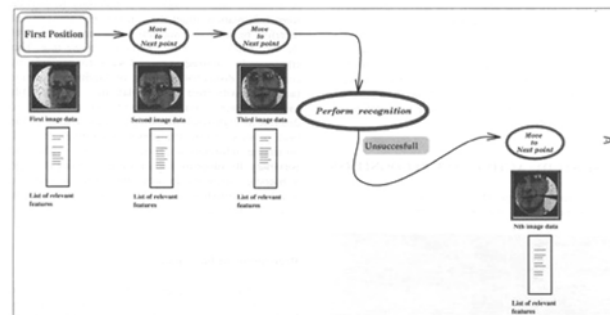 First Position
Move
to
Next point
Move
to
Next point
First image data
Second image data
Third image data
Perform recognition
Unsuccesfull
Move
to
Next point
List of relevant
features
List of relevant
features
List of relevant
features
Nth image data
List of relevant
features